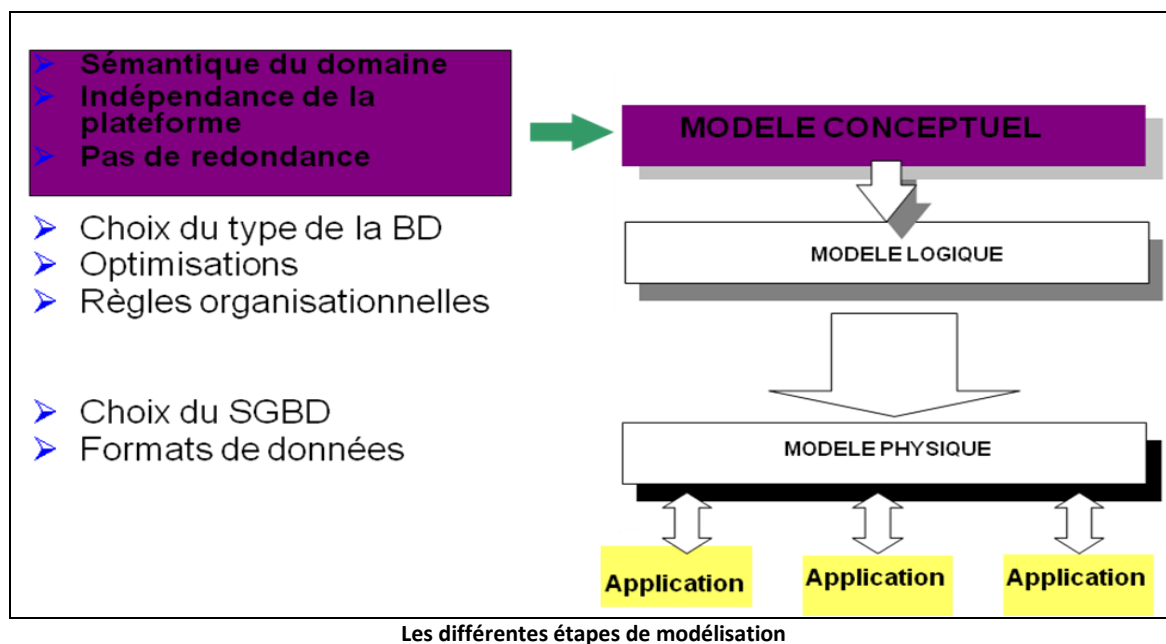 ➢ Sémantique du domaine
➢ Indépendance de la
plateforme
➢ Pas de redondance
MODELE CONCEPTUEL
➢ Choix du type de la BD
➢ Optimisations
➢ Règles organisationnelles
MODELE LOGIQUE
➢ Choix du SGBD
➢ Formats de données
MODELE PHYSIQUE
Application
Application
Application
Les différentes étapes de modélisation